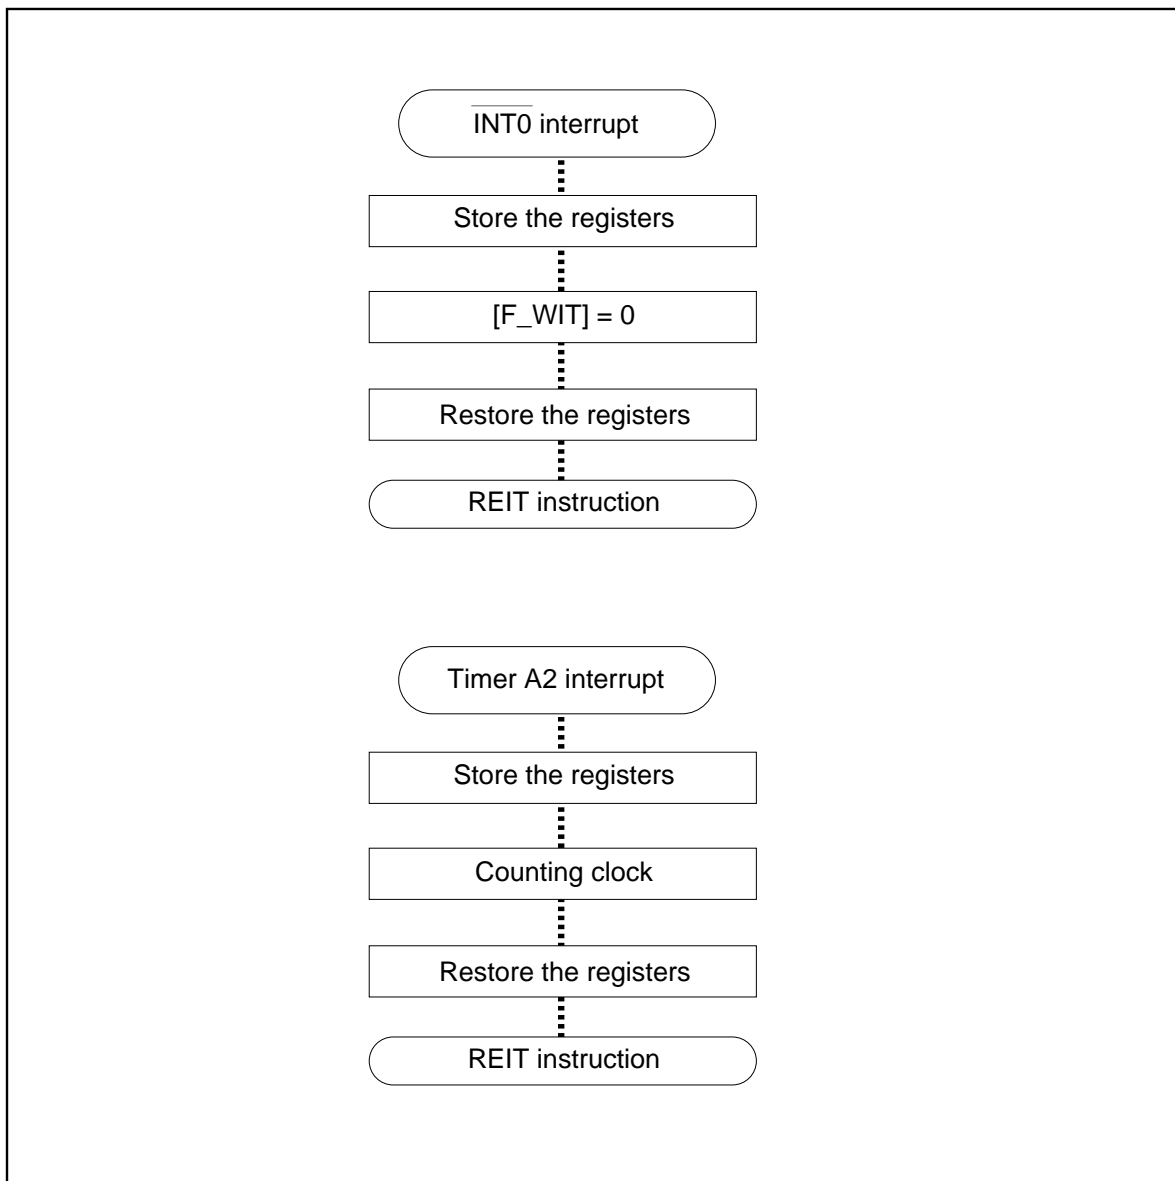 I̅N̅T̅0̅ interrupt
Store the registers
[F_WIT] = 0
Restore the registers
REIT instruction
Timer A2 interrupt
Store the registers
Counting clock
Restore the registers
REIT instruction